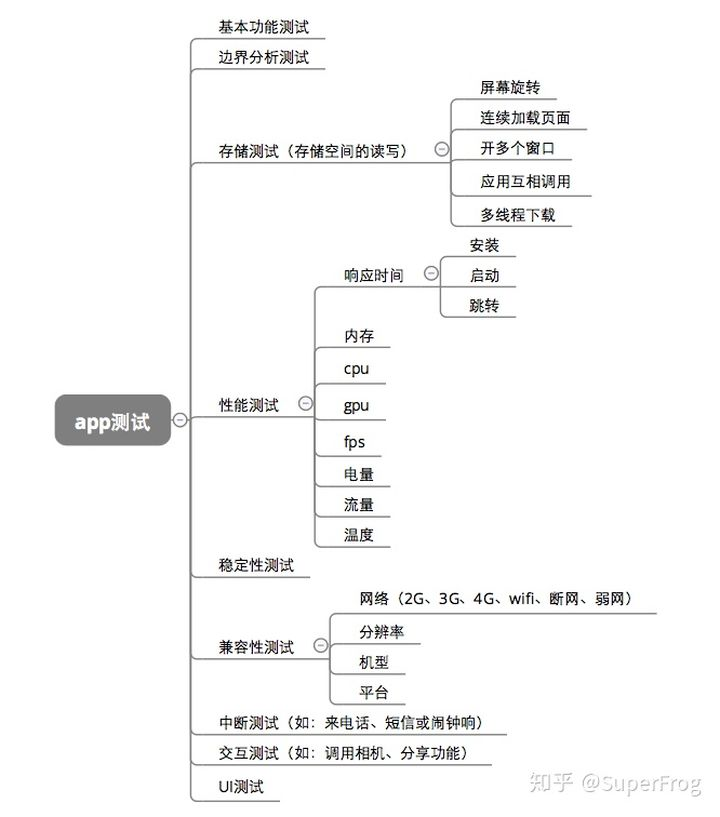 基本功能测试
边界分析测试
存储测试（存储空间的读写）
屏幕旋转
连续加载页面
开多个窗口
应用互相调用
多线程下载
app测试
性能测试
响应时间
安装
启动
跳转
内存
cpu
gpu
fps
电量
流量
温度
稳定性测试
兼容性测试
网络（2G、3G、4G、wifi、断网、弱网）
分辨率
机型
平台
中断测试（如：来电话、短信或闹钟响）
交互测试（如：调用相机、分享功能）
UI测试
知乎 @SuperFrog